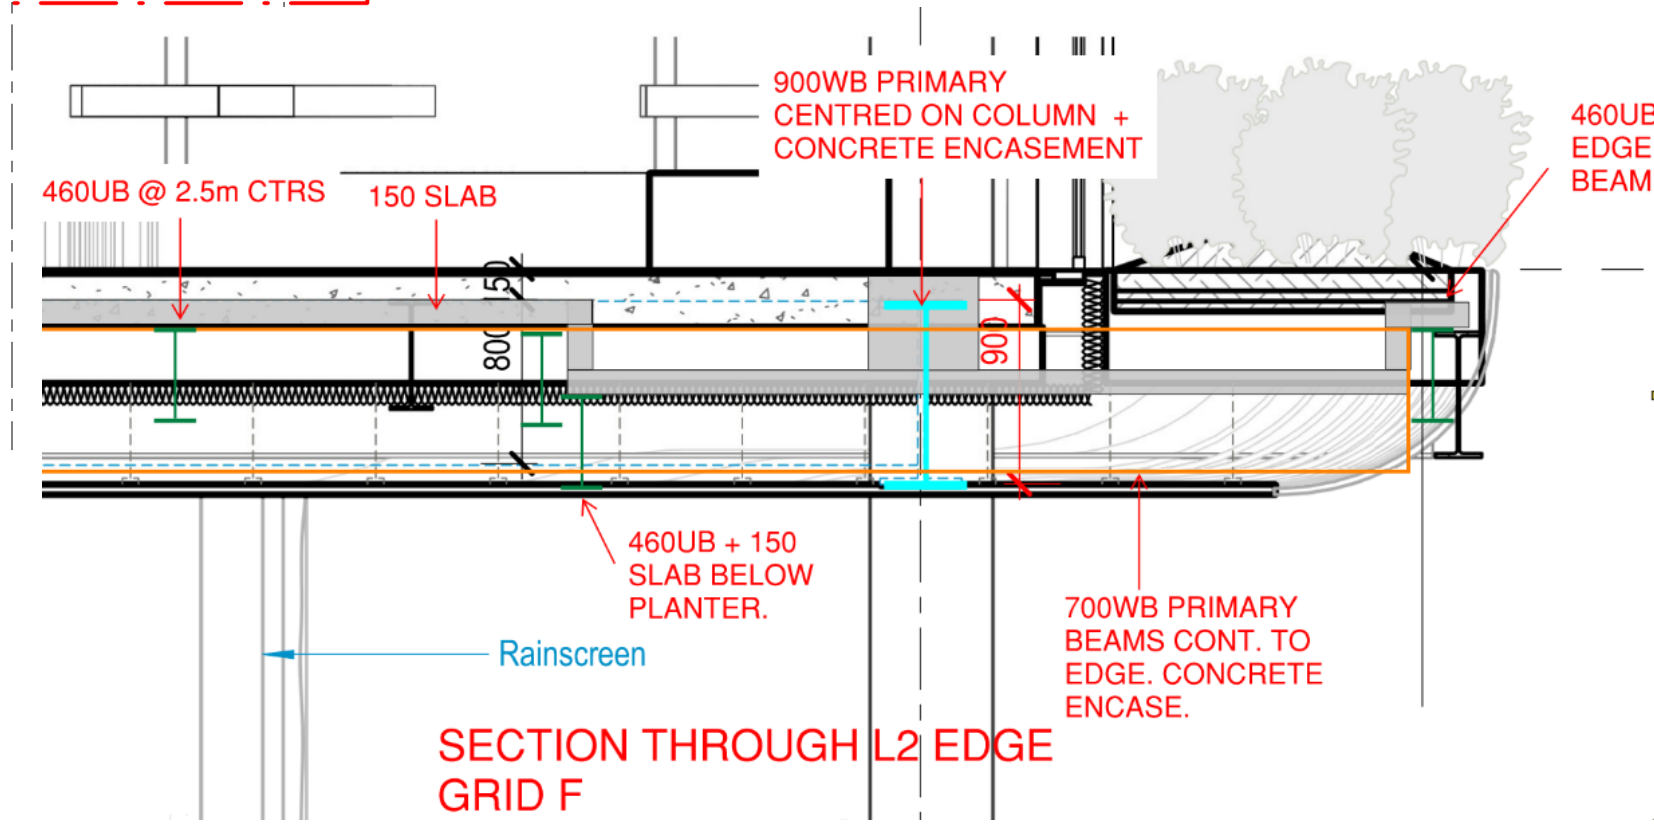 900WB PRIMARY
CENTRED ON COLUMN +
CONCRETE ENCASEMENT
460UB
EDGE
BEAM
460UB @ 2.5m CTRS
150 SLAB
150
800
900
460UB + 150
SLAB BELOW
PLANTER.
700WB PRIMARY
BEAMS CONT. TO
EDGE. CONCRETE
ENCASE.
Rainscreen
SECTION THROUGH L2 EDGE
GRID F